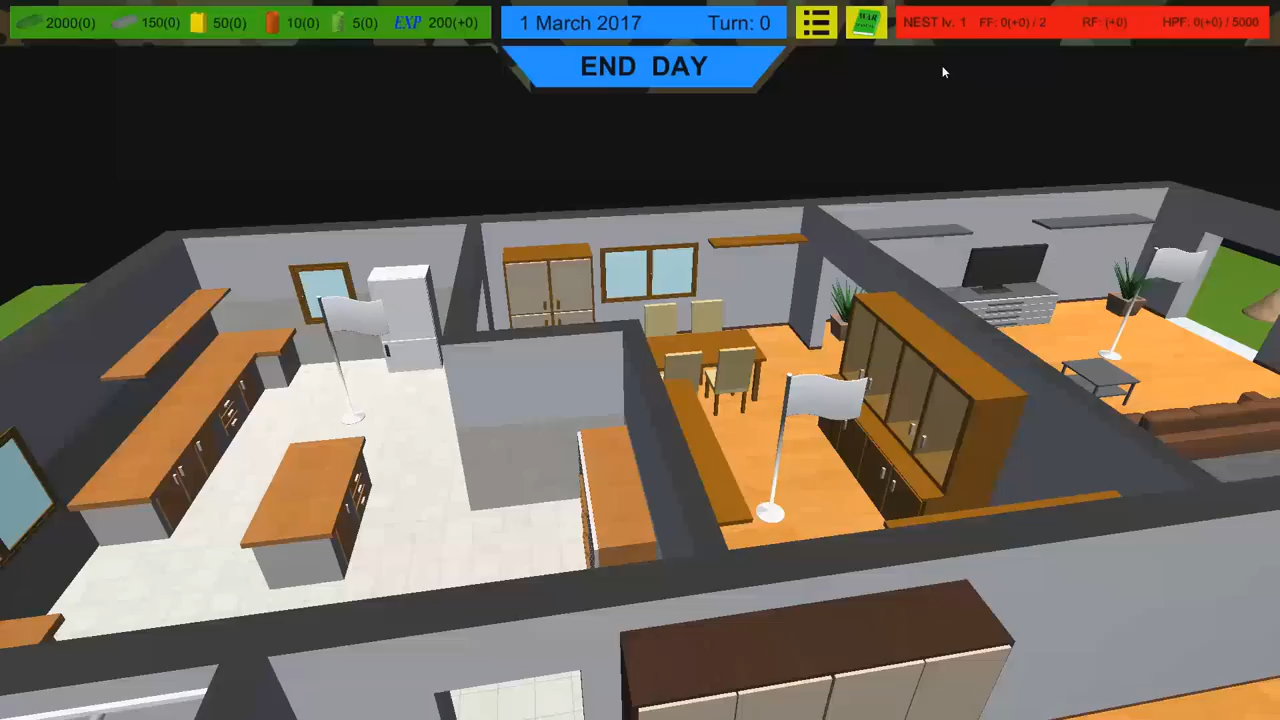 2000(0) 150(0) 50(0) 10(0) 5(0) EXP 200(+0)
1 March 2017 Turn: 0
WAR
NEST lv. 1 FF: 0(+0) / 2 RF: (+0) HPF: 0(+0) / 5000
END DAY